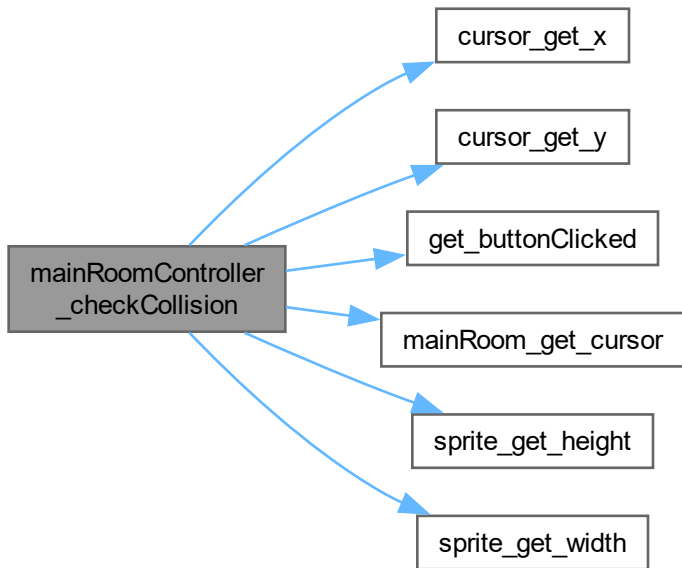 cursor_get_x
cursor_get_y
get_buttonClicked
mainRoomController
_checkCollision
mainRoom_get_cursor
sprite_get_height
sprite_get_width